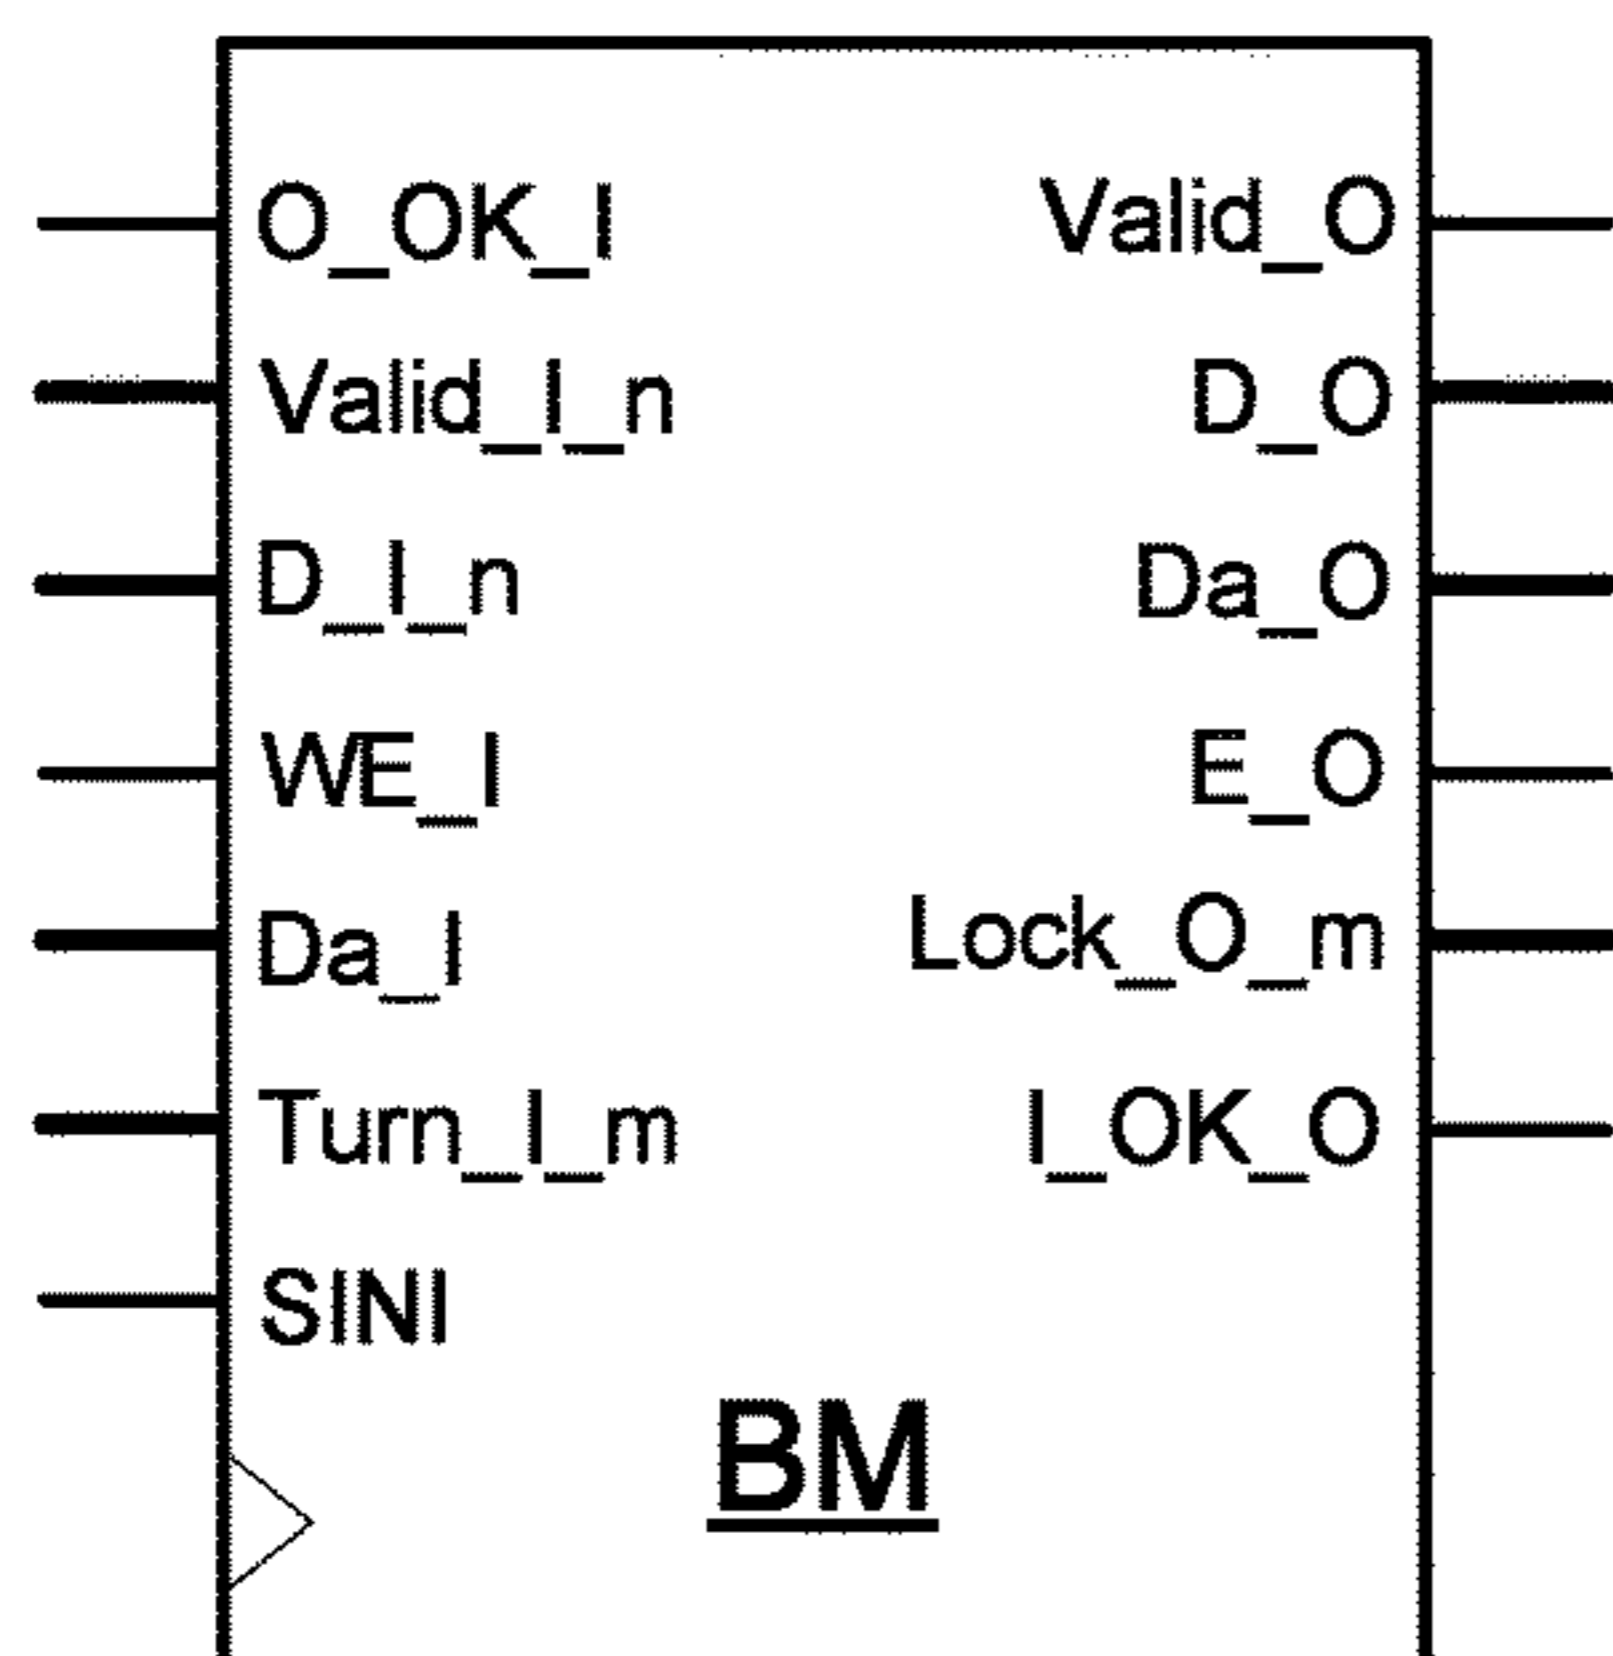 O_OK_I
Valid_O
Valid_I_n
D_O
D_I_n
Da_O
WE_I
E_O
Da_I
Lock_O_m
Turn_I_m
I_OK_O
SINI
BM